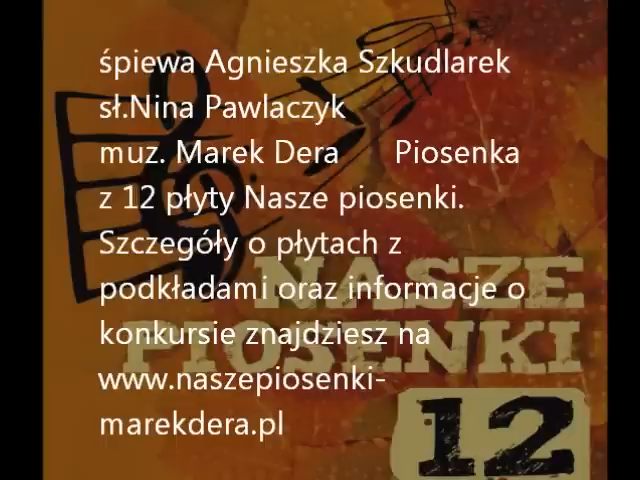 śpiewa Agnieszka Szkudlarek
sł.Nina Pawlaczyk
muz. Marek Dera Piosenka
z 12 płyty Nasze piosenki.
Szczegóły o płytach z
podkładami oraz informacje o
konkursie znajdziesz na
www.naszepiosenki-
marekdera.pl
NASZE
PIOSENKI
12